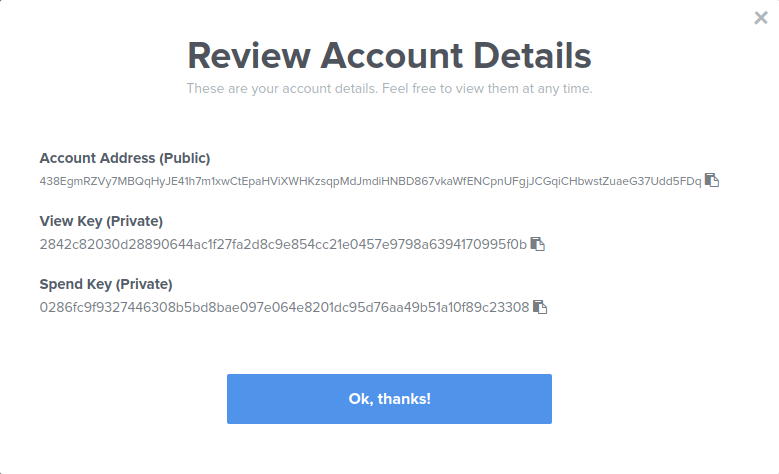 Review Account Details
These are your account details. Feel free to view them at any time.
Account Address (Public)
438EgmRZVy7MBQqHyJE41h7m1xwCtEpaHViXWHKzsqpMdJmdiHNBD867vkaWfENCpnUFgjJCGqiCHbwstZuaeG37Udd5FDq
View Key (Private)
2842c82030d28890644ac1f27fa2d8c9e854cc21e0457e9798a6394170995f0b
Spend Key (Private)
0286fc9f9327446308b5bd8bae097e064e8201dc95d76aa49b51a10f89c23308
Ok, thanks!